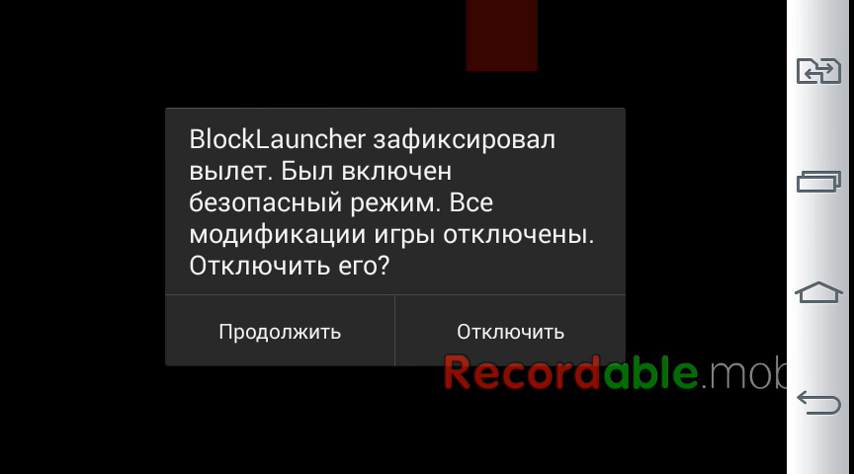 BlockLauncher зафиксировал
вылет. Был включен
безопасный режим. Все
модификации игры отключены.
Отключить его?
Продолжить
Отключить
Recordable.mob